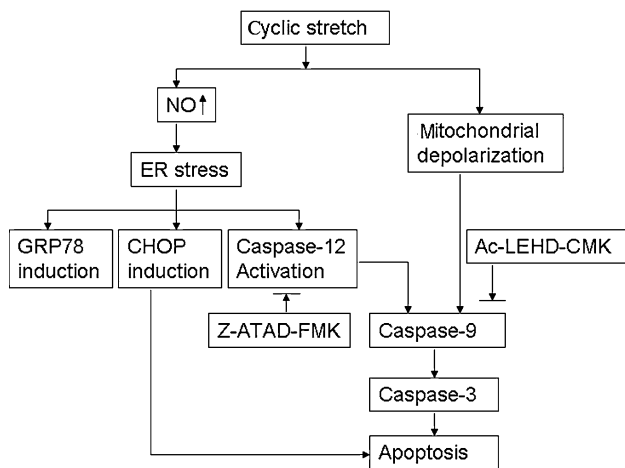 Cyclic stretch
NO↑
Mitochondrial
depolarization
ER stress
GRP78
induction
CHOP
induction
Caspase-12
Activation
Ac-LEHD-CMK
Z-ATAD-FMK
Caspase-9
Caspase-3
Apoptosis